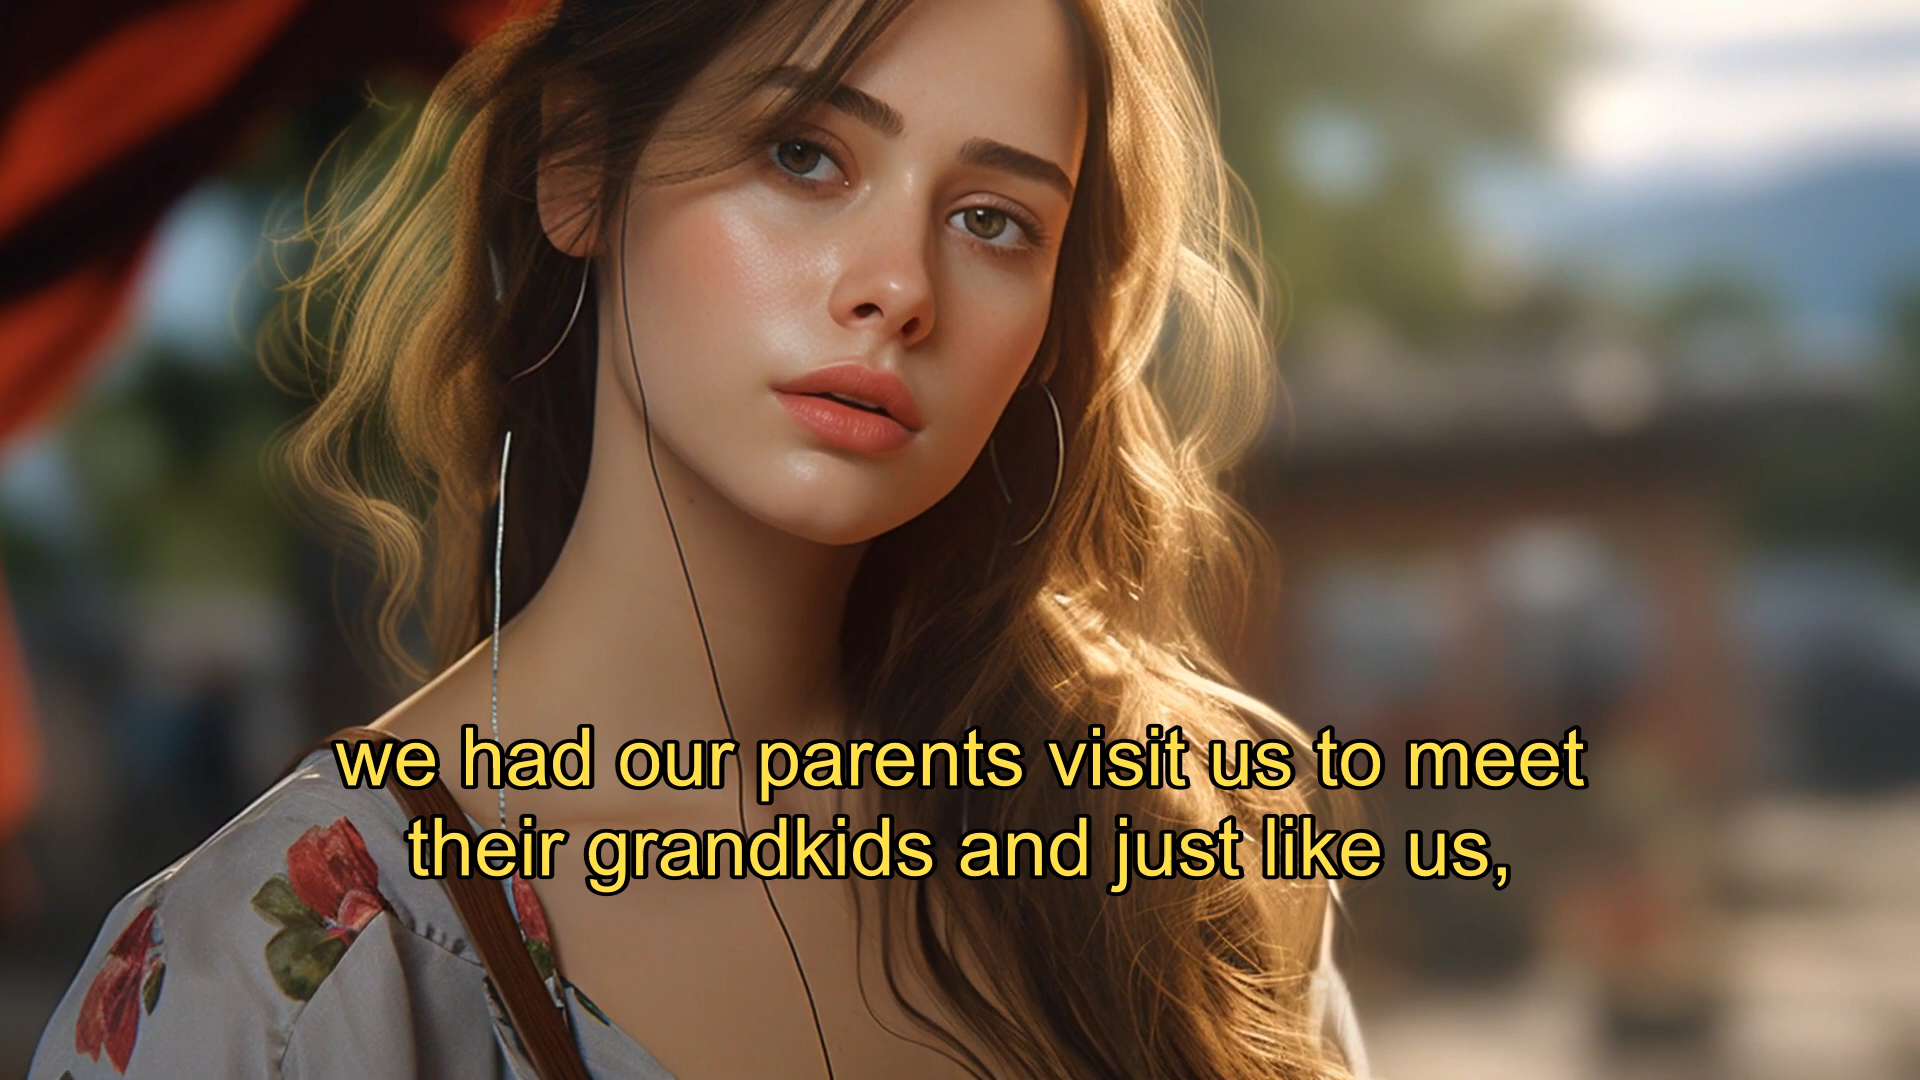 we had our parents visit us to meet
their grandkids and just like us,